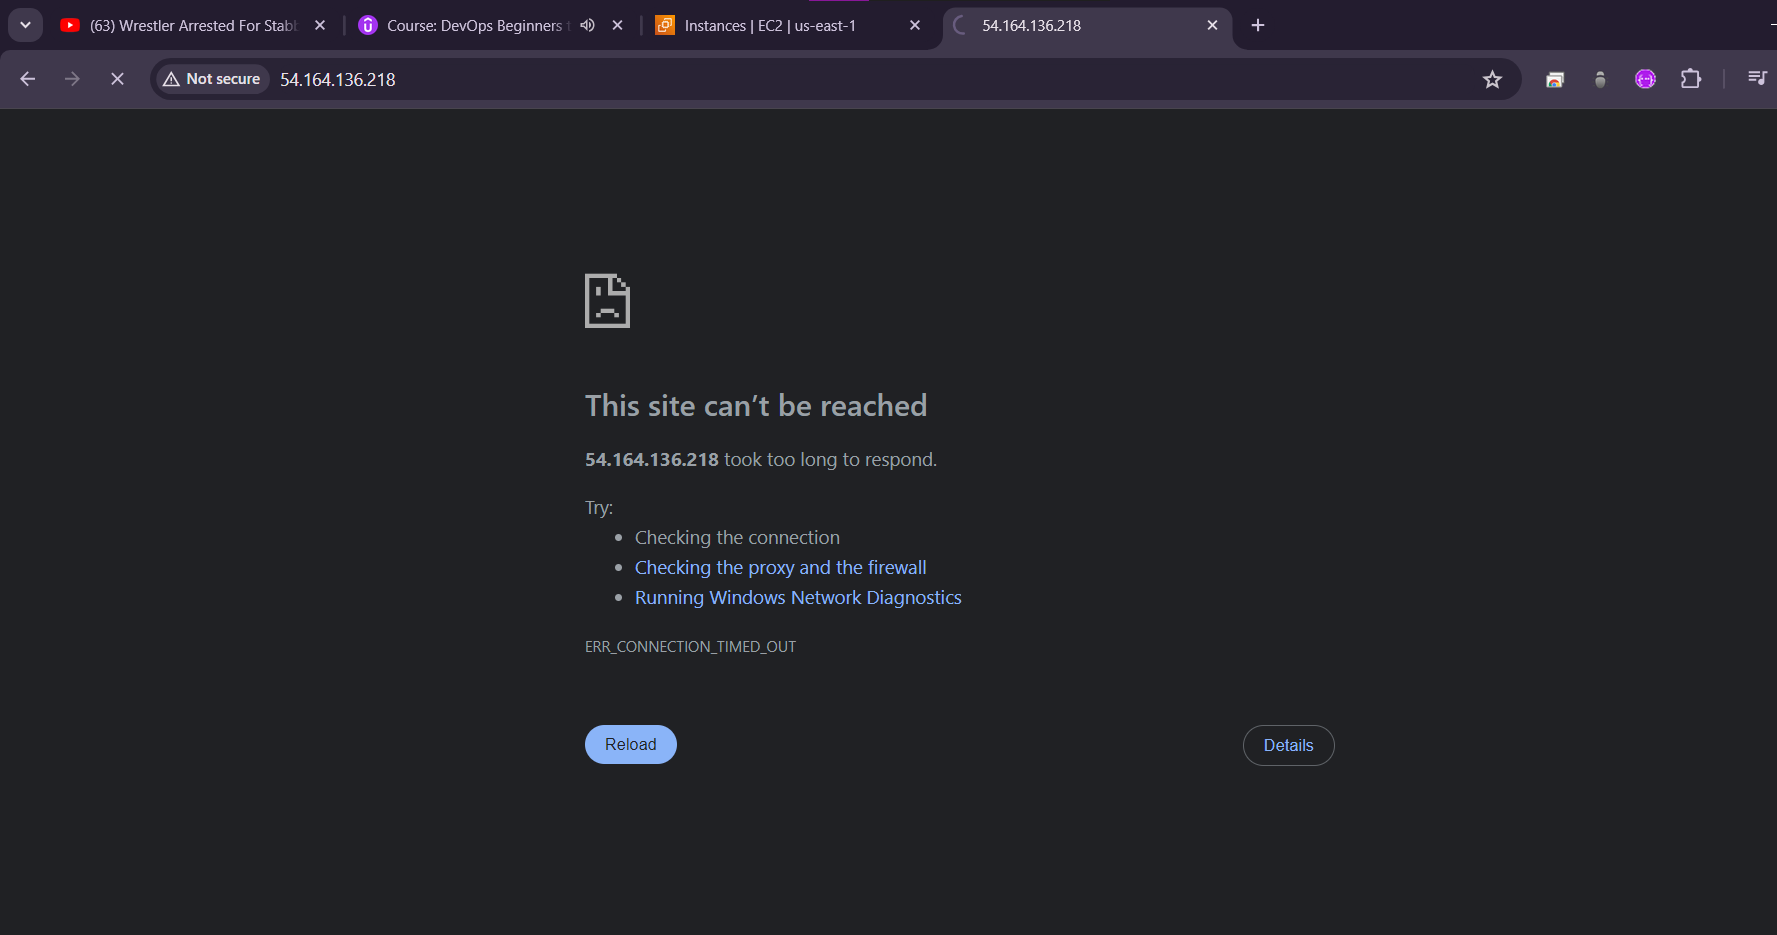 (63) Wrestler Arrested For Stabb
Course: DevOps Beginners t
Instances | EC2 | us-east-1
54.164.136.218
Not secure
54.164.136.218
This site can’t be reached
54.164.136.218 took too long to respond.
Try:
Checking the connection
Checking the proxy and the firewall
Running Windows Network Diagnostics
ERR_CONNECTION_TIMED_OUT
Reload
Details